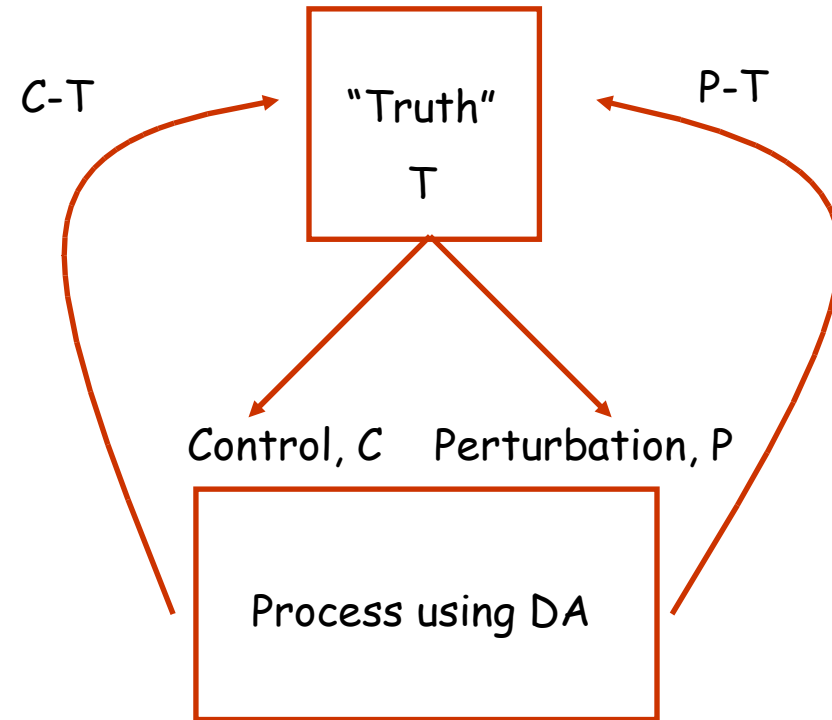 C-T
“Truth”
T
P-T
Control, C
Perturbation, P
Process using DA